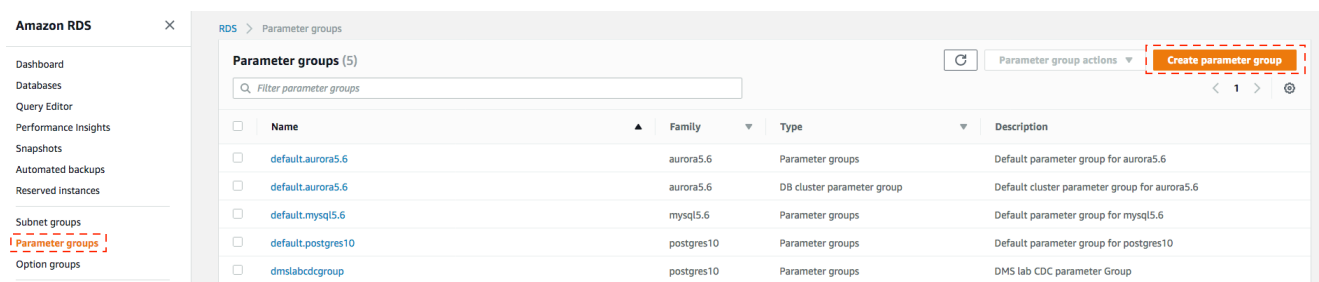 Amazon RDS
Dashboard
Databases
Query Editor
Performance Insights
Snapshots
Automated backups
Reserved instances
Subnet groups
Parameter groups
Option groups
RDS > Parameter groups
Parameter groups (5)
Parameter group actions
Create parameter group
Filter parameter groups
1
Name Family Type Description
default.aurora5.6 aurora5.6 Parameter groups Default parameter group for aurora5.6
default.aurora5.6 aurora5.6 DB cluster parameter group Default cluster parameter group for aurora5.6
default.mysql5.6 mysql5.6 Parameter groups Default parameter group for mysql5.6
default.postgres10 postgres10 Parameter groups Default parameter group for postgres10
dmslabcdcgroup postgres10 Parameter groups DMS lab CDC parameter Group